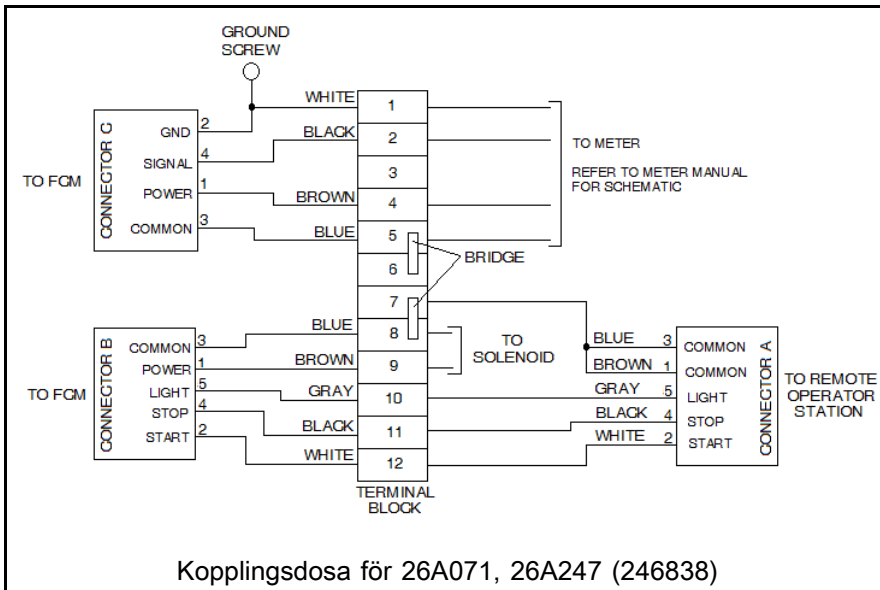 GROUND
SCREW
TO FCM
CONNECTOR C
GND 2
SIGNAL 4
POWER 1
COMMON 3
WHITE
BLACK
BROWN
BLUE
1
2
3
4
5
6
7
8
9
10
11
12
TERMINAL
BLOCK
TO METER
REFER TO METER MANUAL
FOR SCHEMATIC
BRIDGE
TO FCM
CONNECTOR B
COMMON 3
POWER 1
LIGHT 5
STOP 4
START 2
BLUE
BROWN
GRAY
BLACK
WHITE
TO
SOLENOID
BLUE 3 COMMON
BROWN 1 COMMON
GRAY 5 LIGHT
BLACK 4 STOP
WHITE 2 START
CONNECTOR A
TO REMOTE
OPERATOR
STATION
Kopplingsdosa för 26A071, 26A247 (246838)